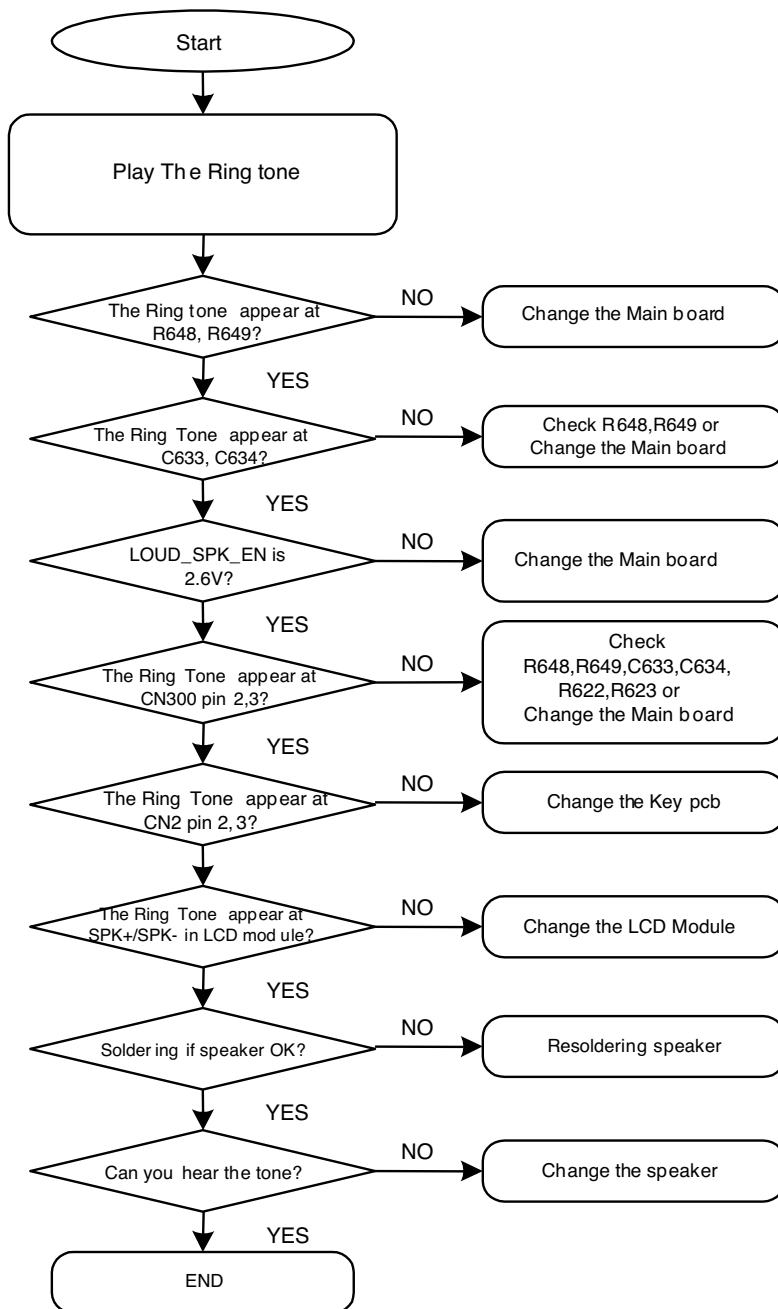 Start
Play The Ring tone
The Ring tone appear at
R648, R649?
NO
Change the Main board
YES
The Ring Tone appear at
C633, C634?
NO
Check R648,R649 or
Change the Main board
YES
LOUD_SPK_EN is
2.6V?
NO
Change the Main board
YES
The Ring Tone appear at
CN300 pin 2,3?
NO
Check
R648,R649,C633,C634,
R622,R623 or
Change the Main board
YES
The Ring Tone appear at
CN2 pin 2,3?
NO
Change the Key pcb
YES
The Ring Tone appear at
SPK+/SPK- in LCD module?
NO
Change the LCD Module
YES
Soldering if speaker OK?
NO
Resoldering speaker
YES
Can you hear the tone?
NO
Change the speaker
YES
END